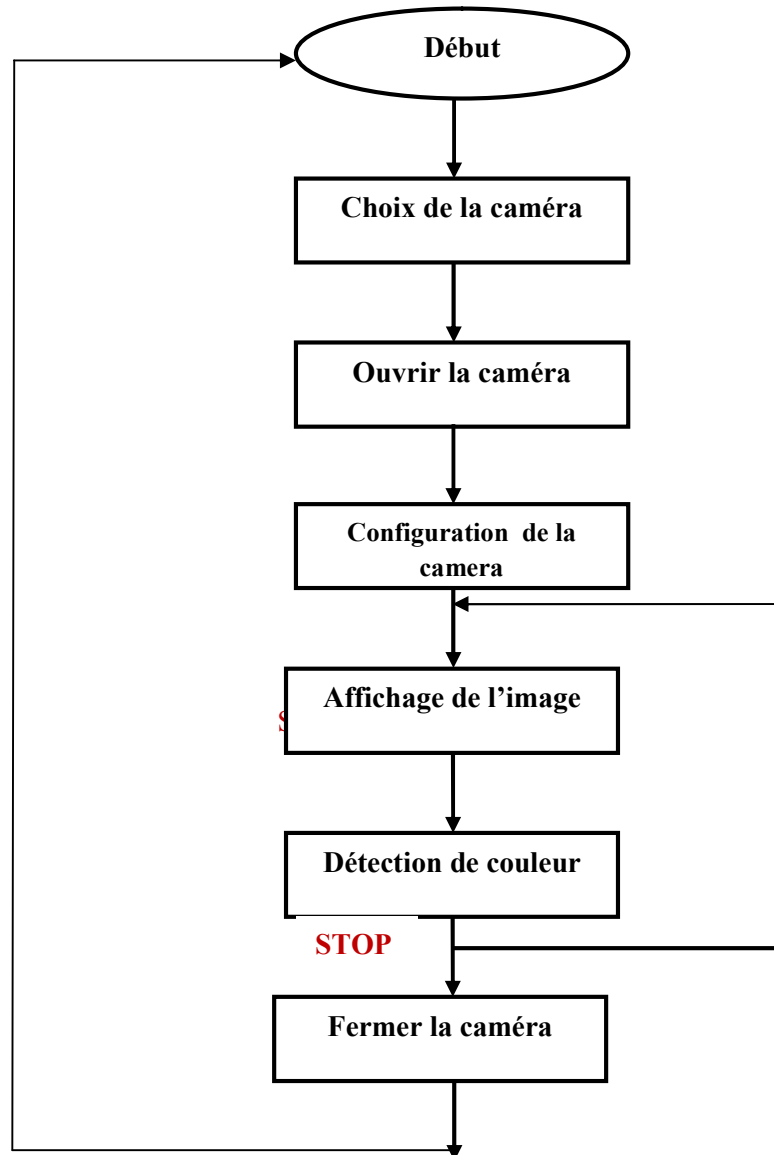 Début
Choix de la caméra
Ouvrir la caméra
Configuration de la
camera
Affichage de l’image
Détection de couleur
STOP
Fermer la caméra